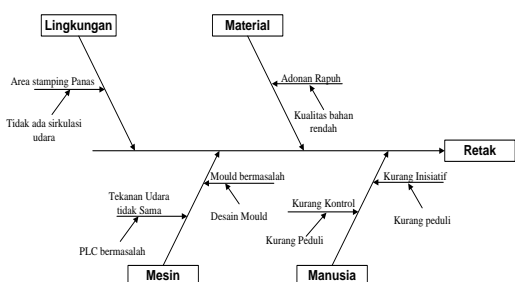 Lingkungan
Material
Area stamping Panas
Adonan Rapuh
Tidak ada sirkulasi
udara
Kualitas bahan
rendah
Retak
Mould bermasalah
Kurang Inisiatif
Tekanan Udara
tidak Sama
Kurang Kontrol
Desain Mould
Kurang peduli
PLC bermasalah
Kurang Peduli
Mesin
Manusia